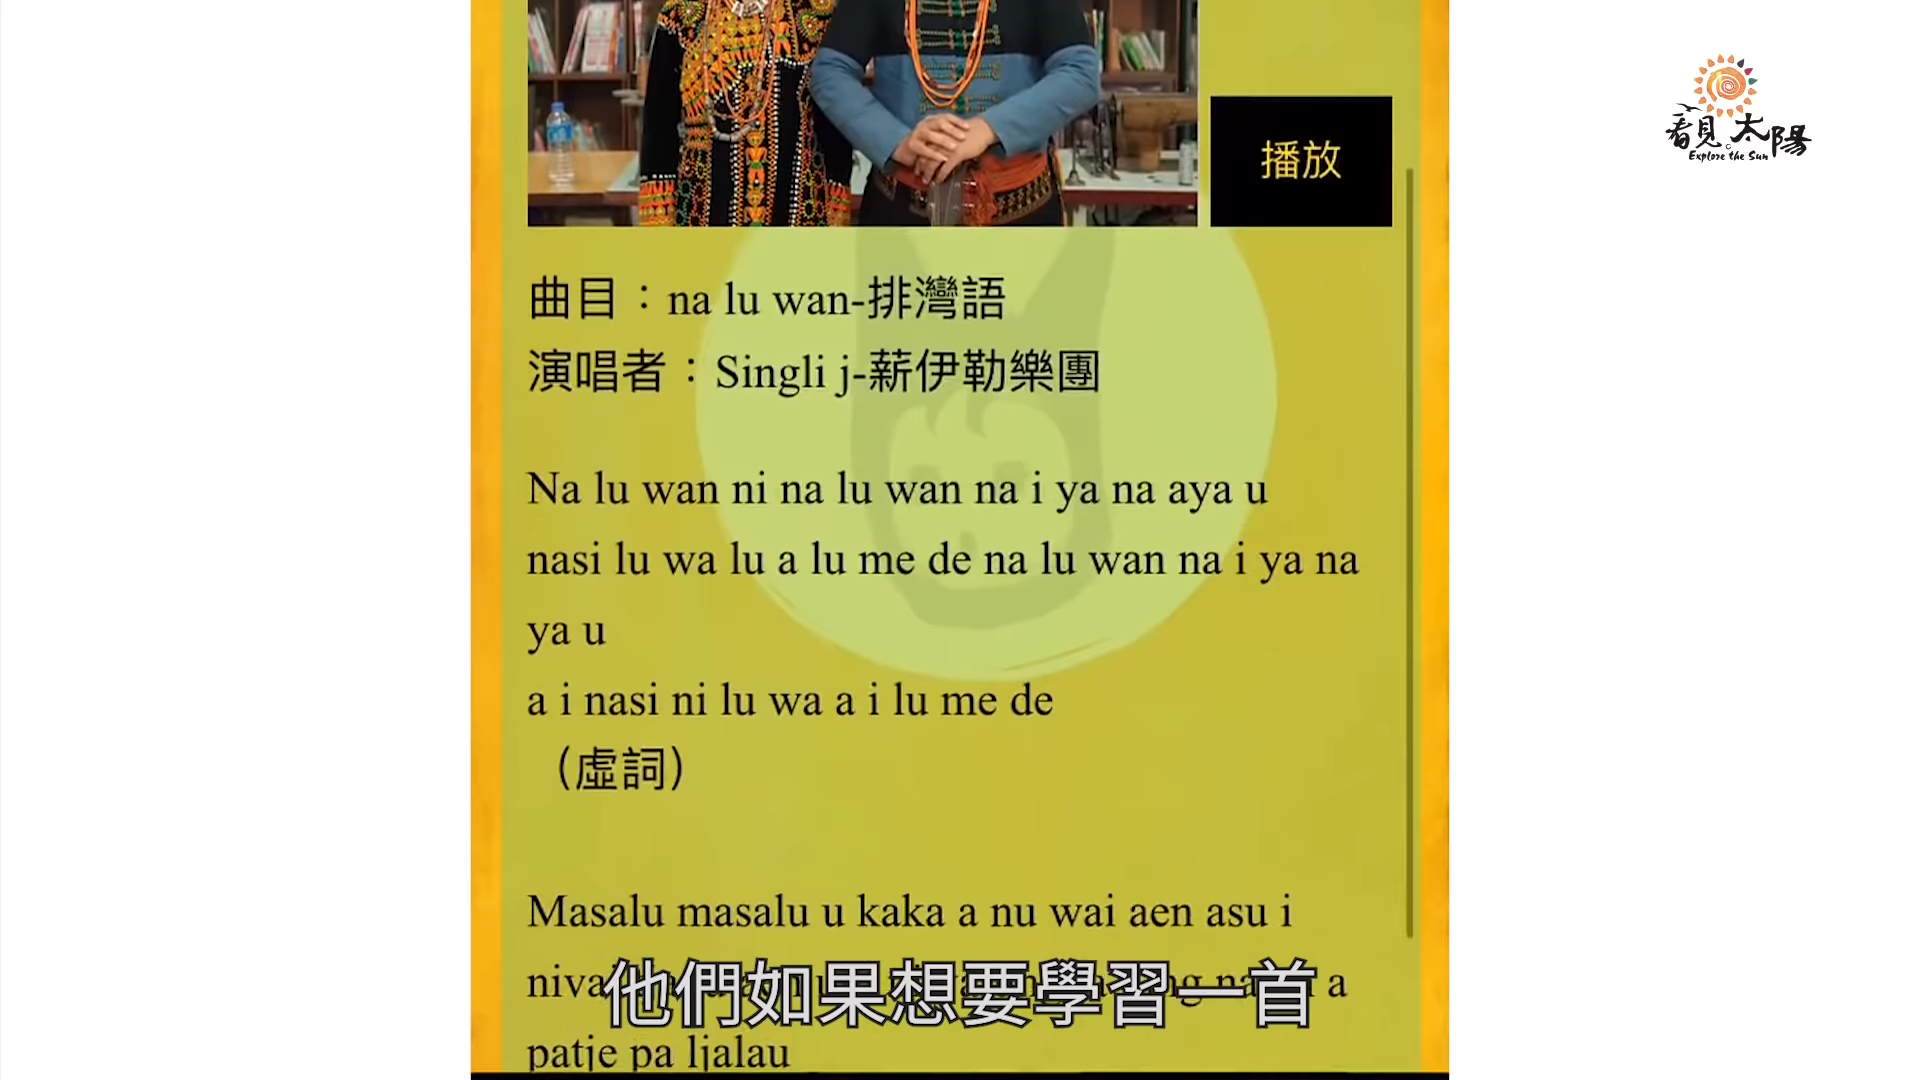 看見太陽
Explore the Sun
播放
曲目：na lu wan-排灣語
演唱者：Singli j-薪伊勒樂團
Na lu wan ni na lu wan na i ya na aya u
nasi lu wa lu a lu me de na lu wan na i ya na
ya u
a i nasi ni lu wa a i lu me de
（虛詞）
Masalu masalu u kaka a nu wai aen asu i
a
patje pa ljalau
他們如果想要學習一首